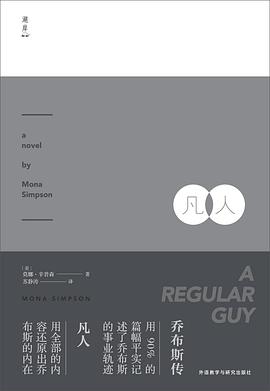 湖岸
a
novel
by
Mona
Simpson
凡人
[美]
莫娜·辛普森 著
译
MONA SIMPSON
A
REGULAR
GUY
乔布斯传
用90%的
篇幅平实记
述了乔布斯
的事业轨迹
凡人
用全部的内
容还原出乔
布斯的内在
外语教学与研究出版社